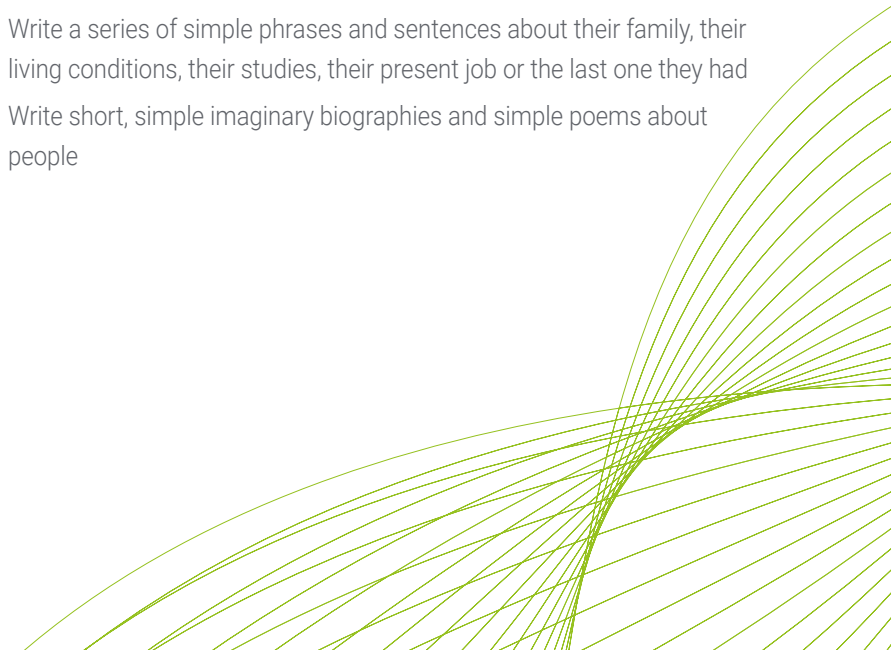 Write a series of simple phrases and sentences about their family, their
living conditions, their studies, their present job or the last one they had
Write short, simple imaginary biographies and simple poems about
people